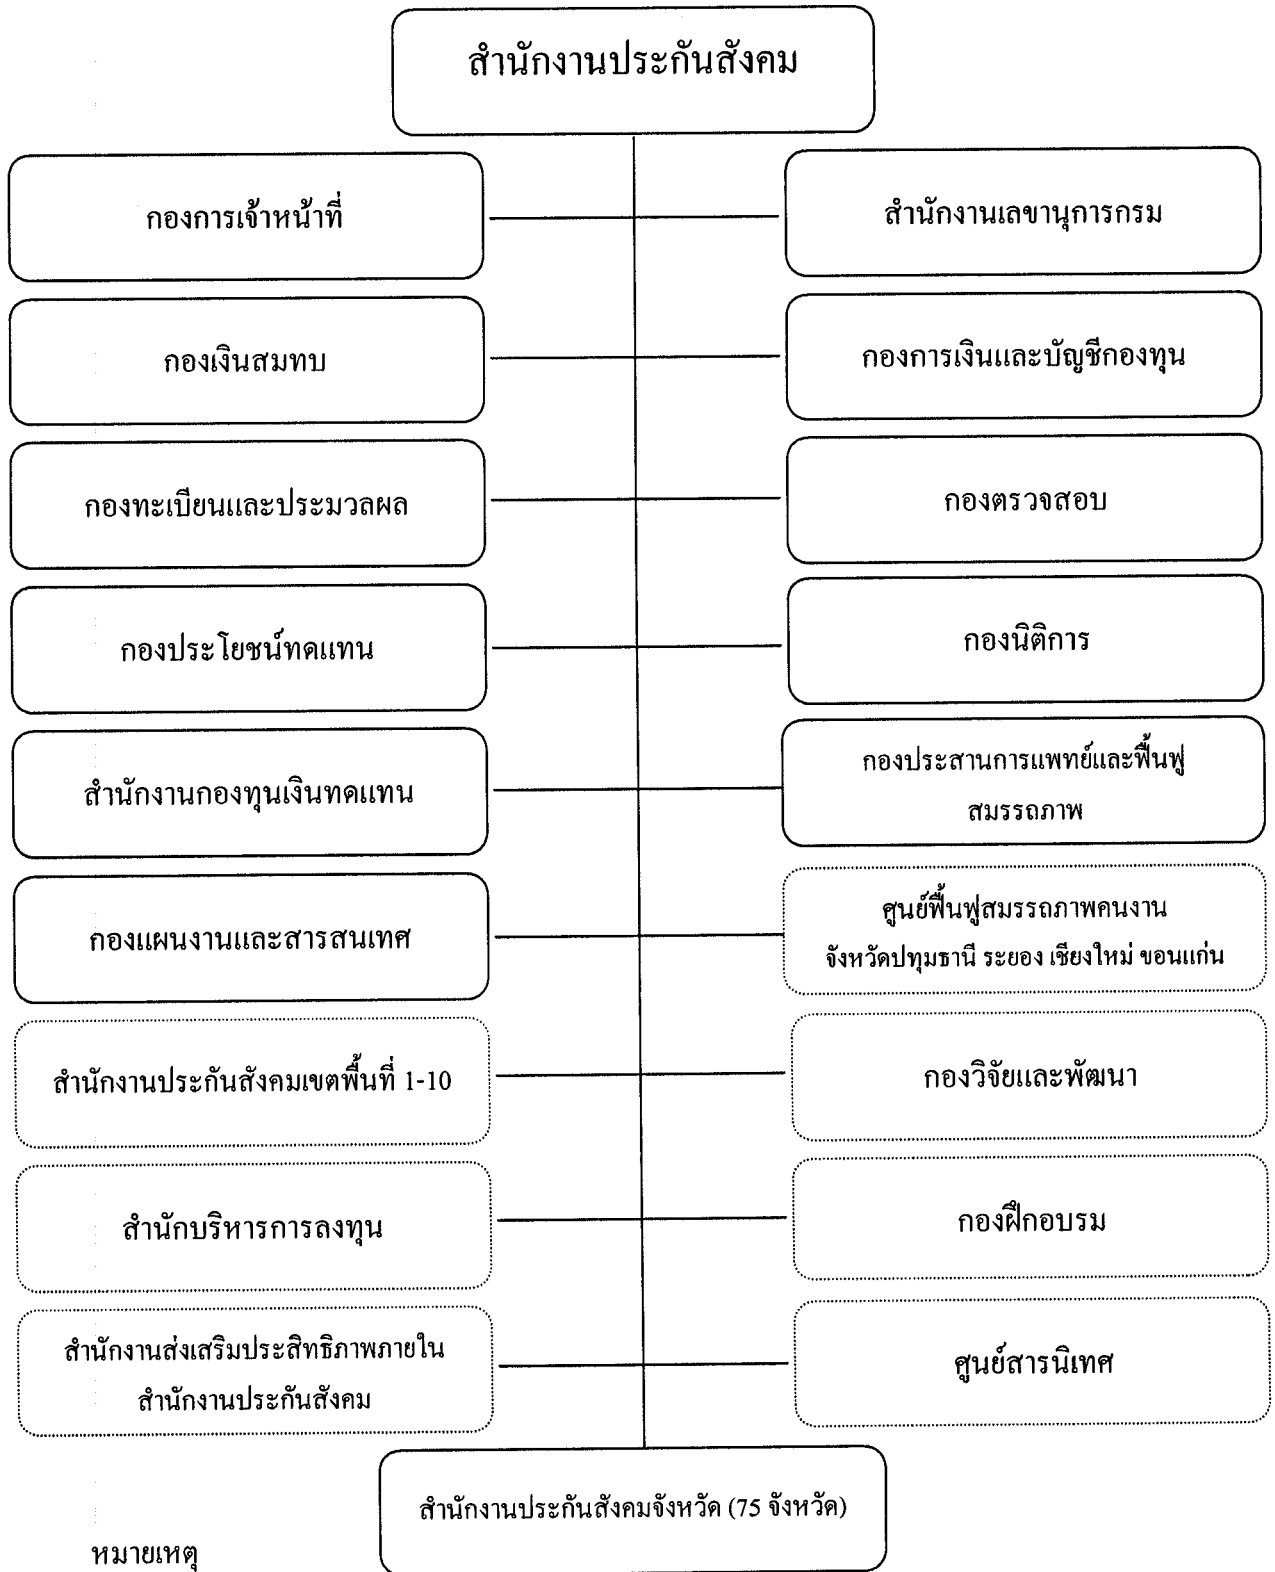 สำนักงานประกันสังคม
กองการเจ้าหน้าที่
สำนักงานเลขานุการกรม
กองเงินสมทบ
กองการเงินและบัญชีกองทุน
กองทะเบียนและประมวลผล
กองตรวจสอบ
กองประโยชน์ทดแทน
กองนิติการ
สำนักงานกองทุนเงินทดแทน
กองประสานการแพทย์และฟื้นฟู
สมรรถภาพ
กองแผนงานและสารสนเทศ
ศูนย์ฟื้นฟูสมรรถภาพคนงาน
จังหวัดปทุมธานี ระยอง เชียงใหม่ ขอนแก่น
สำนักงานประกันสังคมเขตพื้นที่ 1-10
กองวิจัยและพัฒนา
สำนักบริหารการลงทุน
กองฝึกอบรม
สำนักงานส่งเสริมประสิทธิภาพภายใน
สำนักงานประกันสังคม
ศูนย์สารนิเทศ
สำนักงานประกันสังคมจังหวัด (75 จังหวัด)
หมายเหตุ